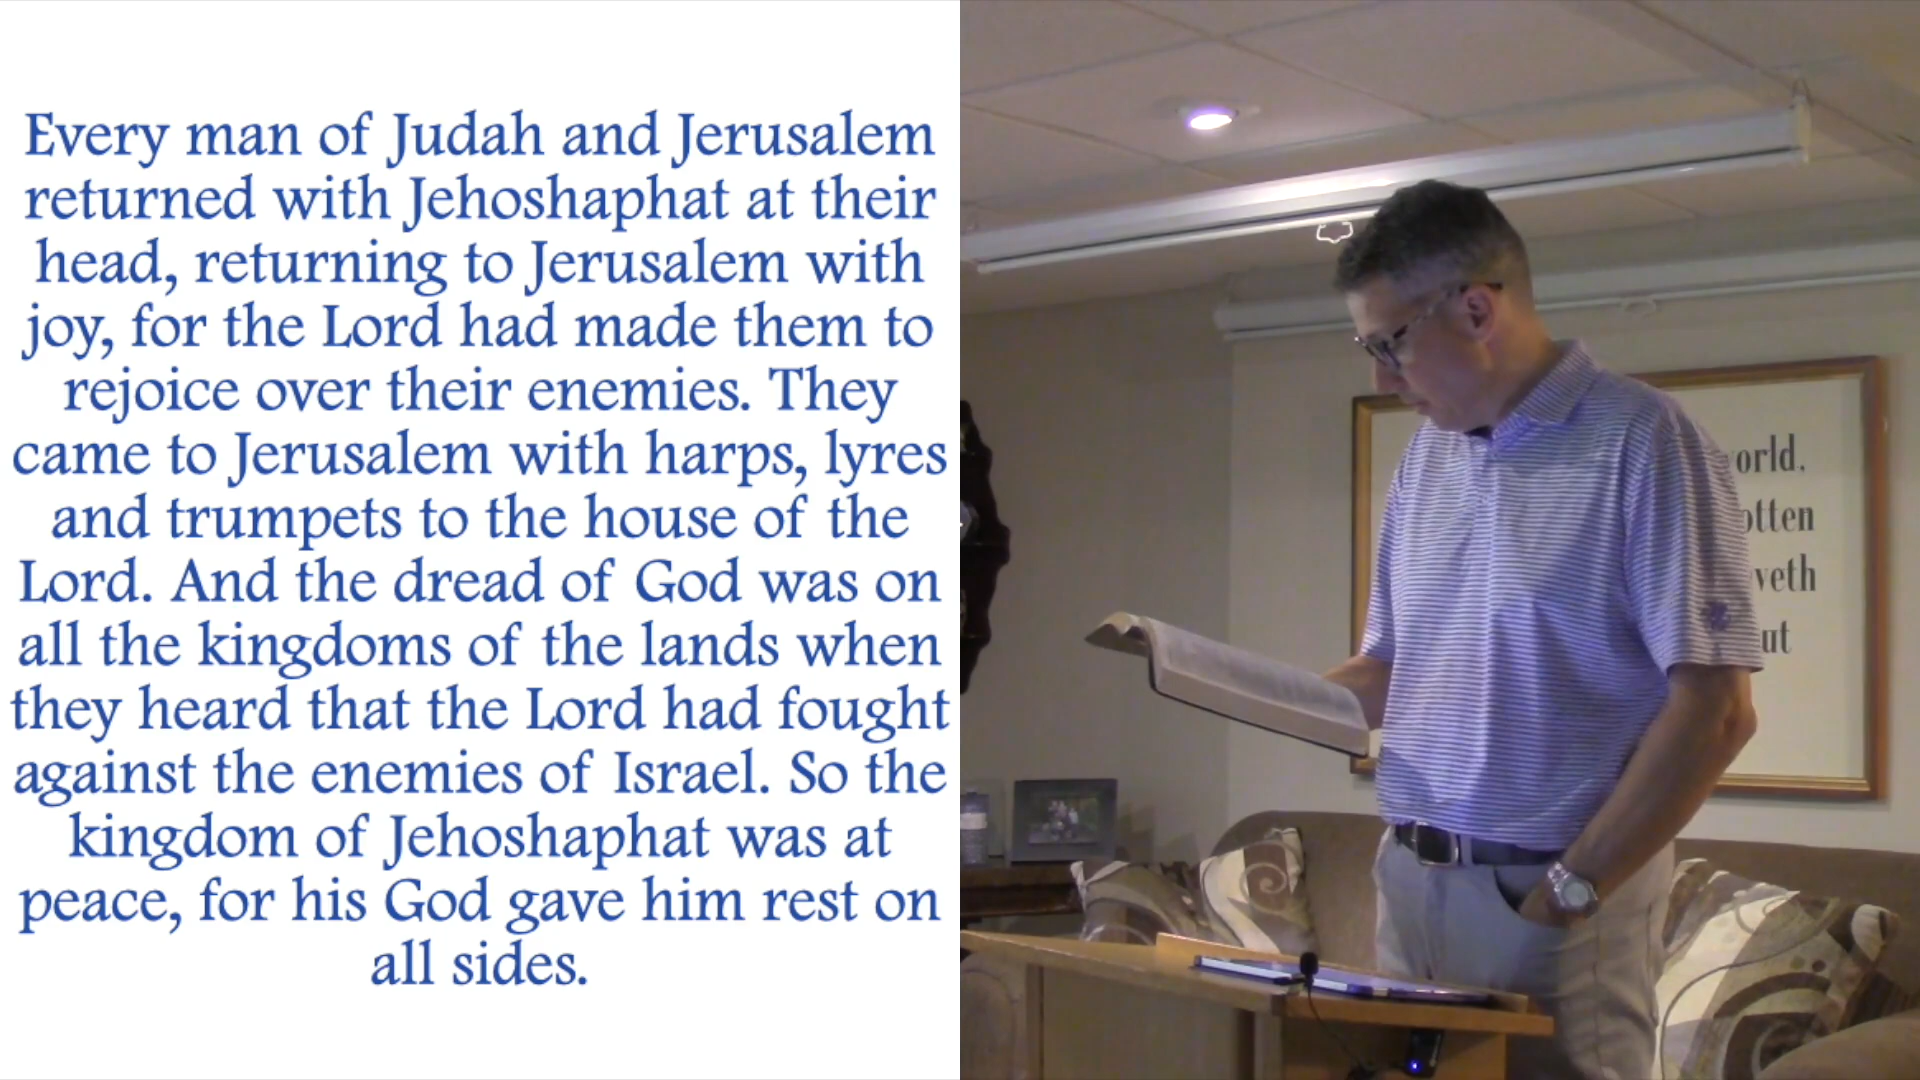 Every man of Judah and Jerusalem
returned with Jehoshaphat at their
head, returning to Jerusalem with
joy, for the Lord had made them to
rejoice over their enemies. They
came to Jerusalem with harps, lyres
and trumpets to the house of the
Lord. And the dread of God was on
all the kingdoms of the lands when
they heard that the Lord had fought
against the enemies of Israel. So the
kingdom of Jehoshaphat was at
peace, for his God gave him rest on
all sides.
orld.
otten
veth
ut